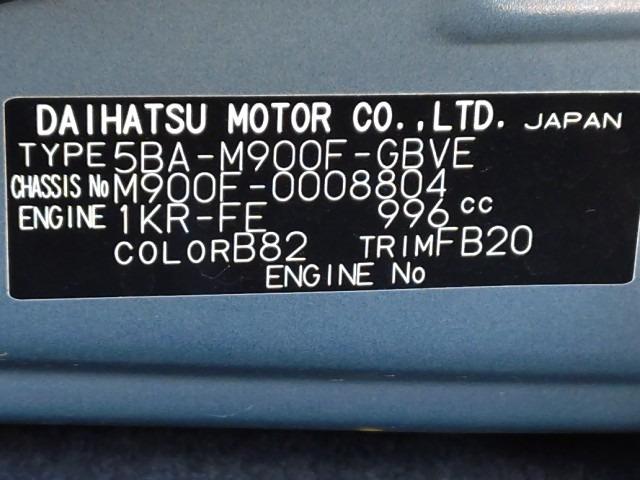 DAIHATSU MOTOR CO.,LTD. JAPAN
TYPE 5BA-M900F-GBVE
CHASSIS No M900F-0008804
ENGINE 1KR-FE 996 cc
COLOR B82 TRIM FB20
ENGINE No